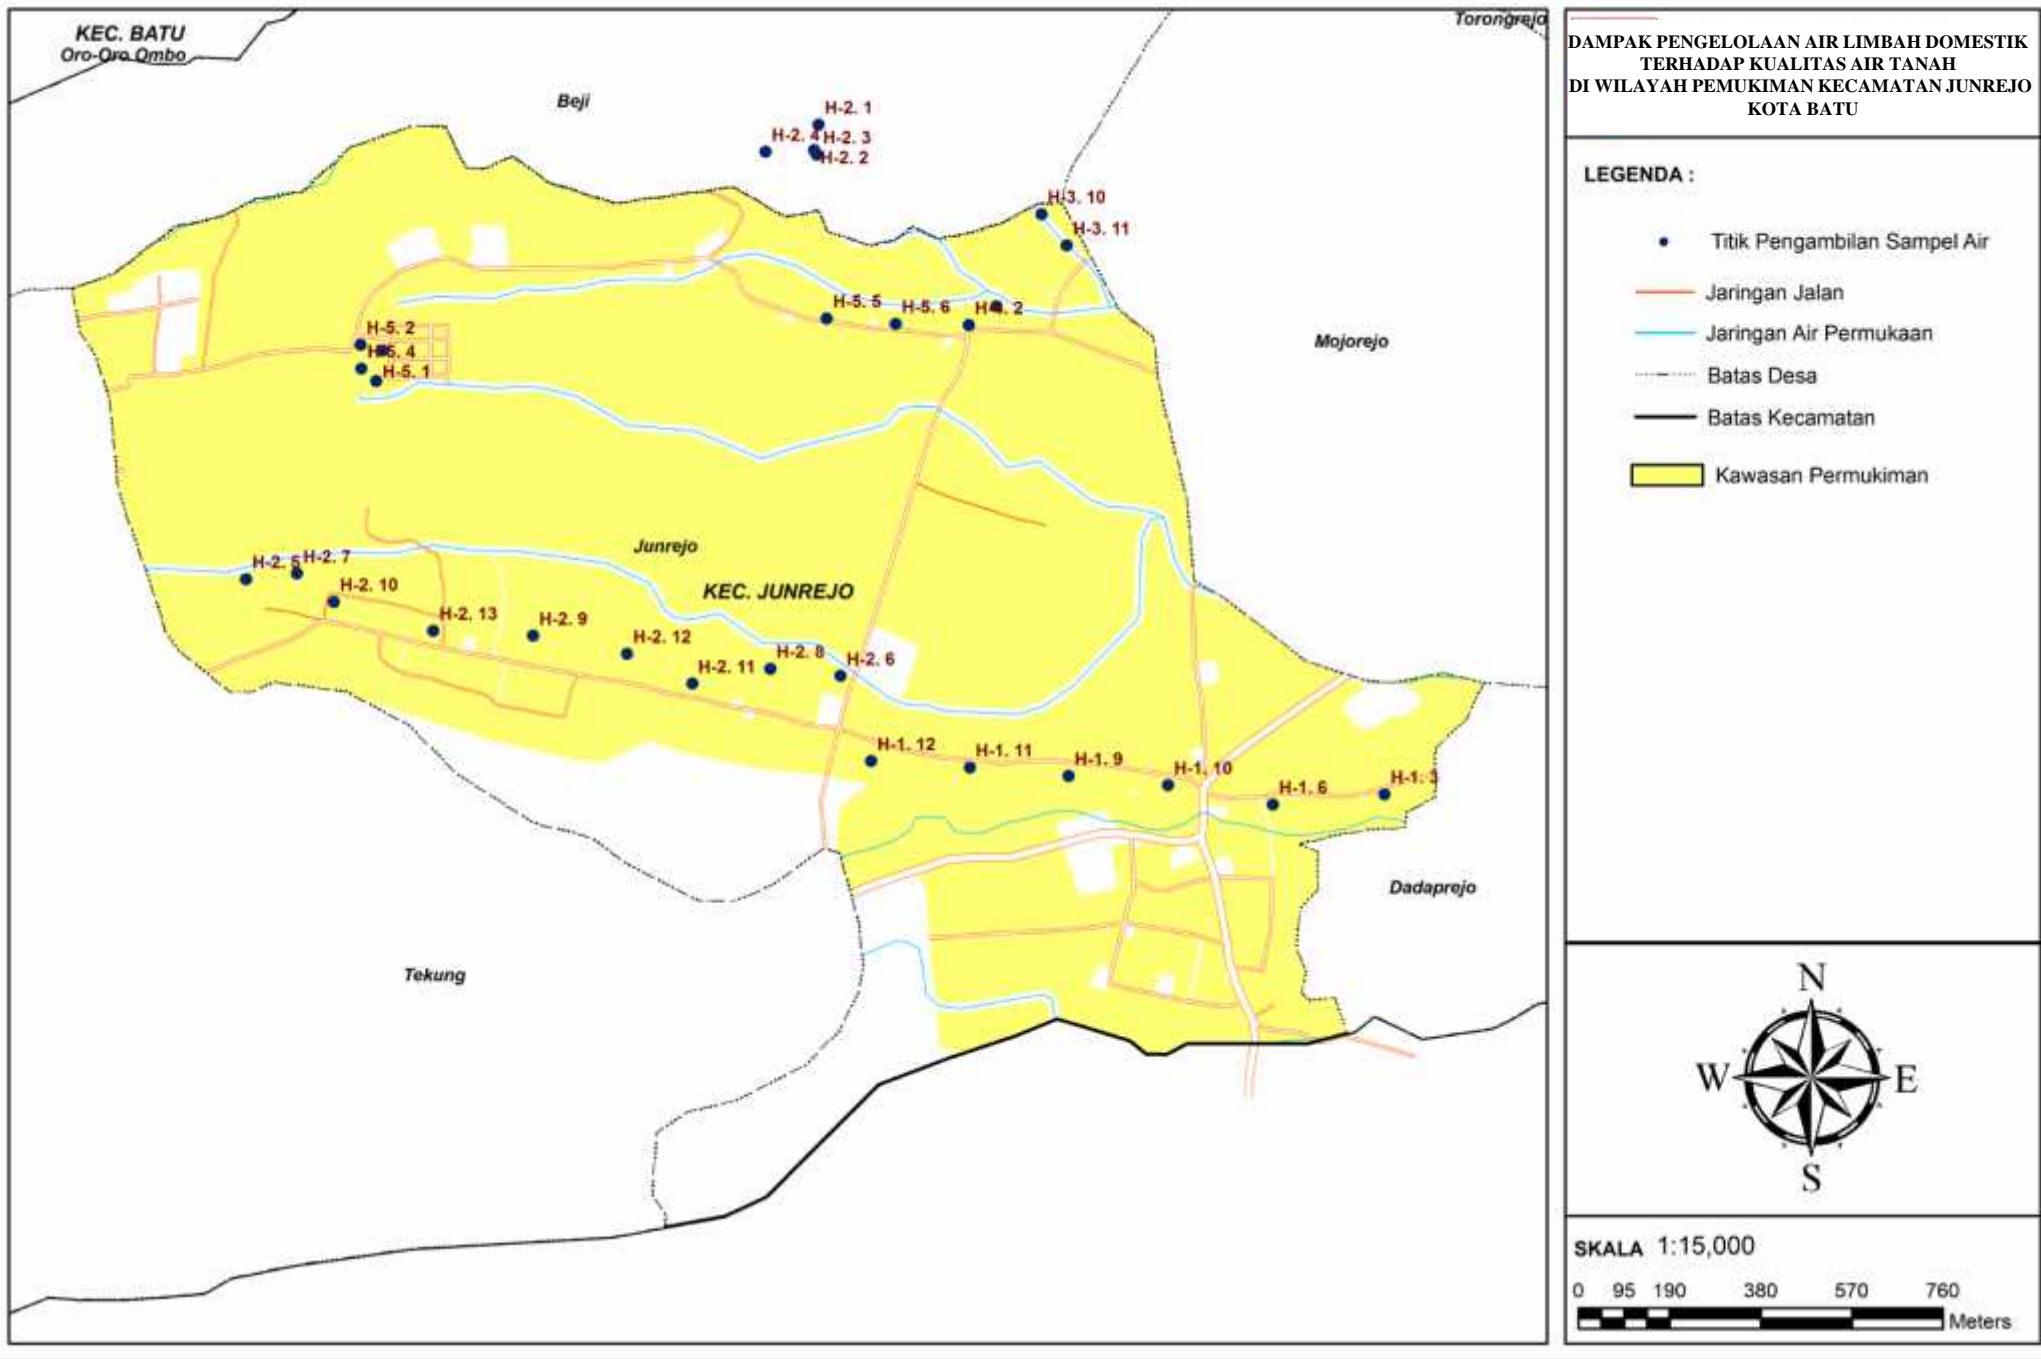 KEC. BATU
Oro-Oro Ombo
Torongrejo
Beji
H-2. 1
H-2. 4
H-2. 3
H-2. 2
H-3. 10
H-3. 11
H-5. 5
H-5. 6
H-5. 2
H-5. 4
H-5. 1
Mojorejo
Junrejo
KEC. JUNREJO
H-2. 5
H-2. 7
H-2. 10
H-2. 13
H-2. 9
H-2. 12
H-2. 11
H-2. 8
H-2. 6
H-1. 12
H-1. 11
H-1. 9
H-1. 10
H-1. 6
H-1. 3
Dadaprejo
Tekung
DAMPAK PENGELOLAAN AIR LIMBAH DOMESTIK
TERHADAP KUALITAS AIR TANAH
DI WILAYAH PEMUKIMAN KECAMATAN JUNREJO
KOTA BATU
LEGENDA :
Titik Pengambilan Sampel Air
Jaringan Jalan
Jaringan Air Permukaan
Batas Desa
Batas Kecamatan
Kawasan Permukiman
N
W E
S
SKALA 1:15,000
0 95 190 380 570 760
Meters